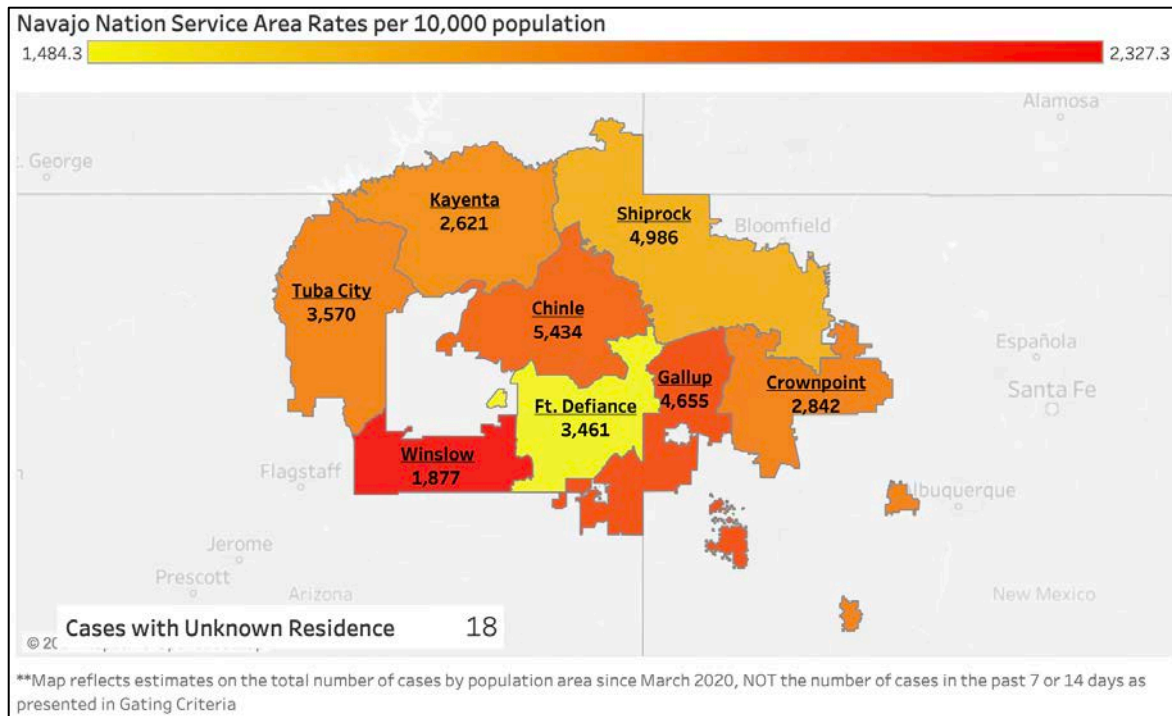 Navajo Nation Service Area Rates per 10,000 population
1,484.3
2,327.3
Alamosa
George
Kayenta
2,621
Shiprock
4,986
Bloomfield
Tuba City
3,570
Chinle
5,434
Española
Gallup
4,655
Crownpoint
2,842
Santa Fe
Ft. Defiance
3,461
Winslow
1,877
Flagstaff
lbuquerque
Jerome
Prescott
Arizona
New Mexico
Cases with Unknown Residence 18
© 20
**Map reflects estimates on the total number of cases by population area since March 2020, NOT the number of cases in the past 7 or 14 days as
presented in Gating Criteria